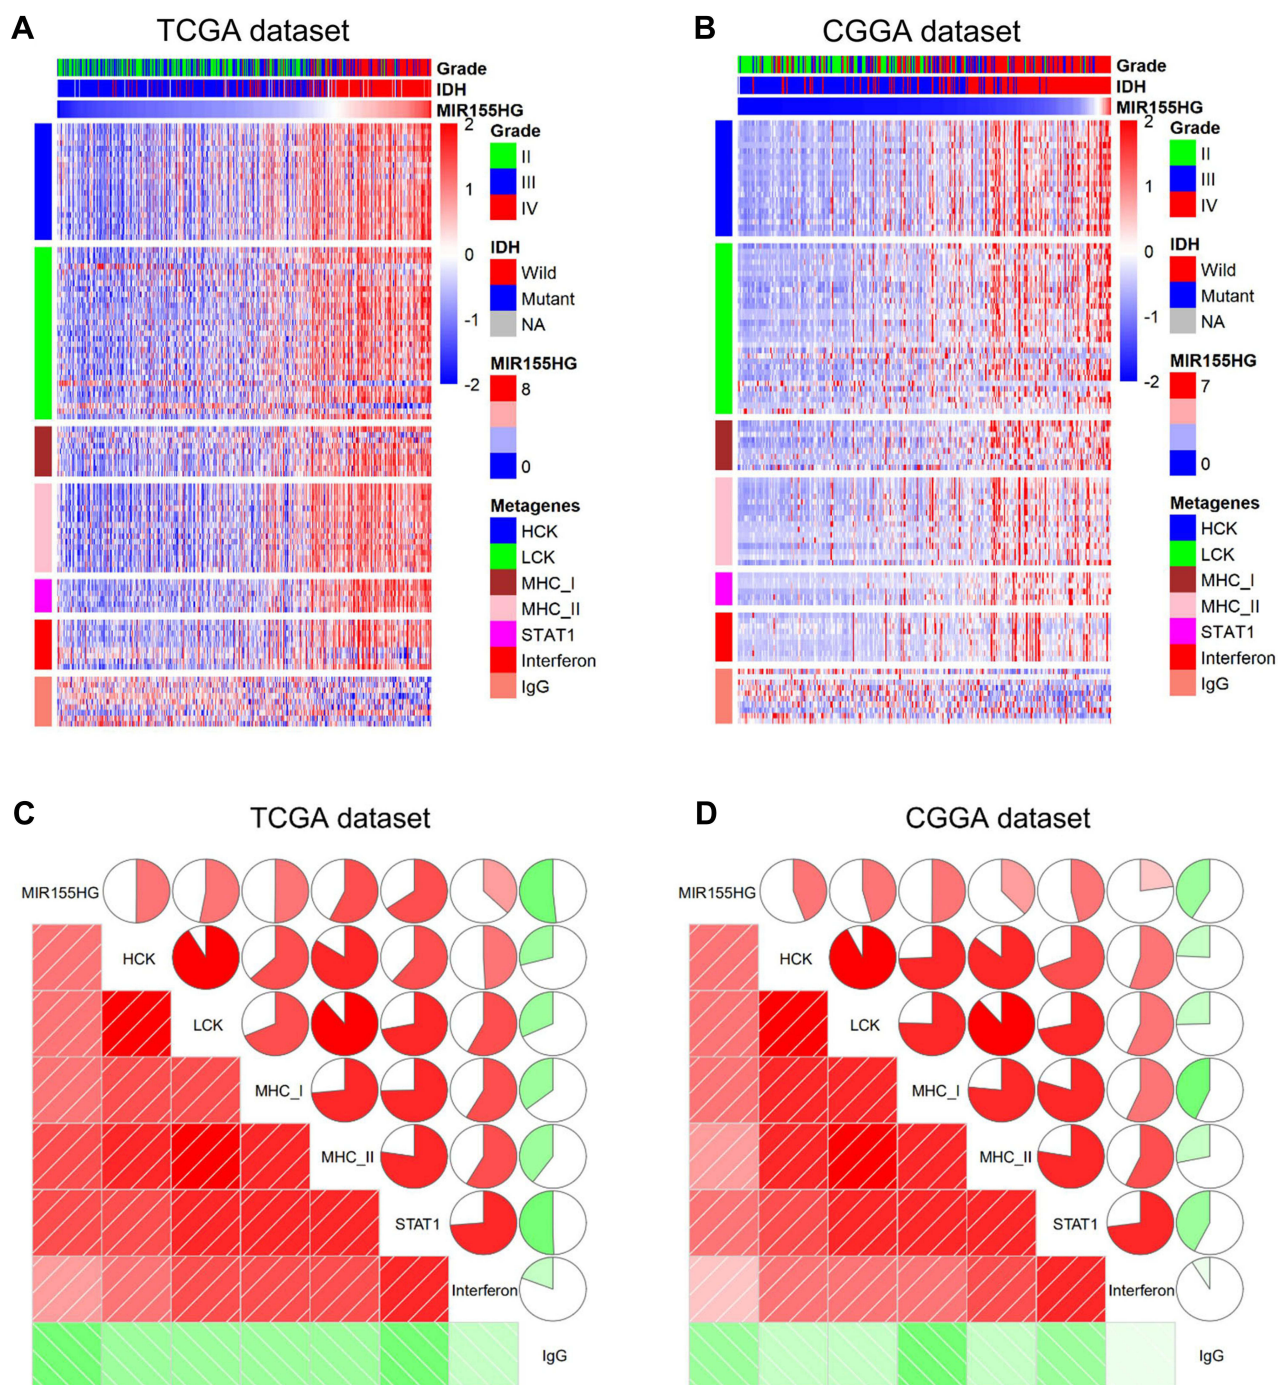 A
TCGA dataset
Grade
IDH
MIR155HG
2
1
0
-1
-2
Grade
II
III
IV
IDH
Wild
Mutant
NA
MIR155HG
8
0
Metagenes
HCK
LCK
MHC_I
MHC_II
STAT1
Interferon
IgG
B
CGGA dataset
Grade
IDH
MIR155HG
2
1
0
-1
-2
Grade
II
III
IV
IDH
Wild
Mutant
NA
MIR155HG
7
0
Metagenes
HCK
LCK
MHC_I
MHC_II
STAT1
Interferon
IgG
C
TCGA dataset
MIR155HG
HCK
LCK
MHC_I
MHC_II
STAT1
Interferon
IgG
D
CGGA dataset
MIR155HG
HCK
LCK
MHC_I
MHC_II
STAT1
Interferon
IgG